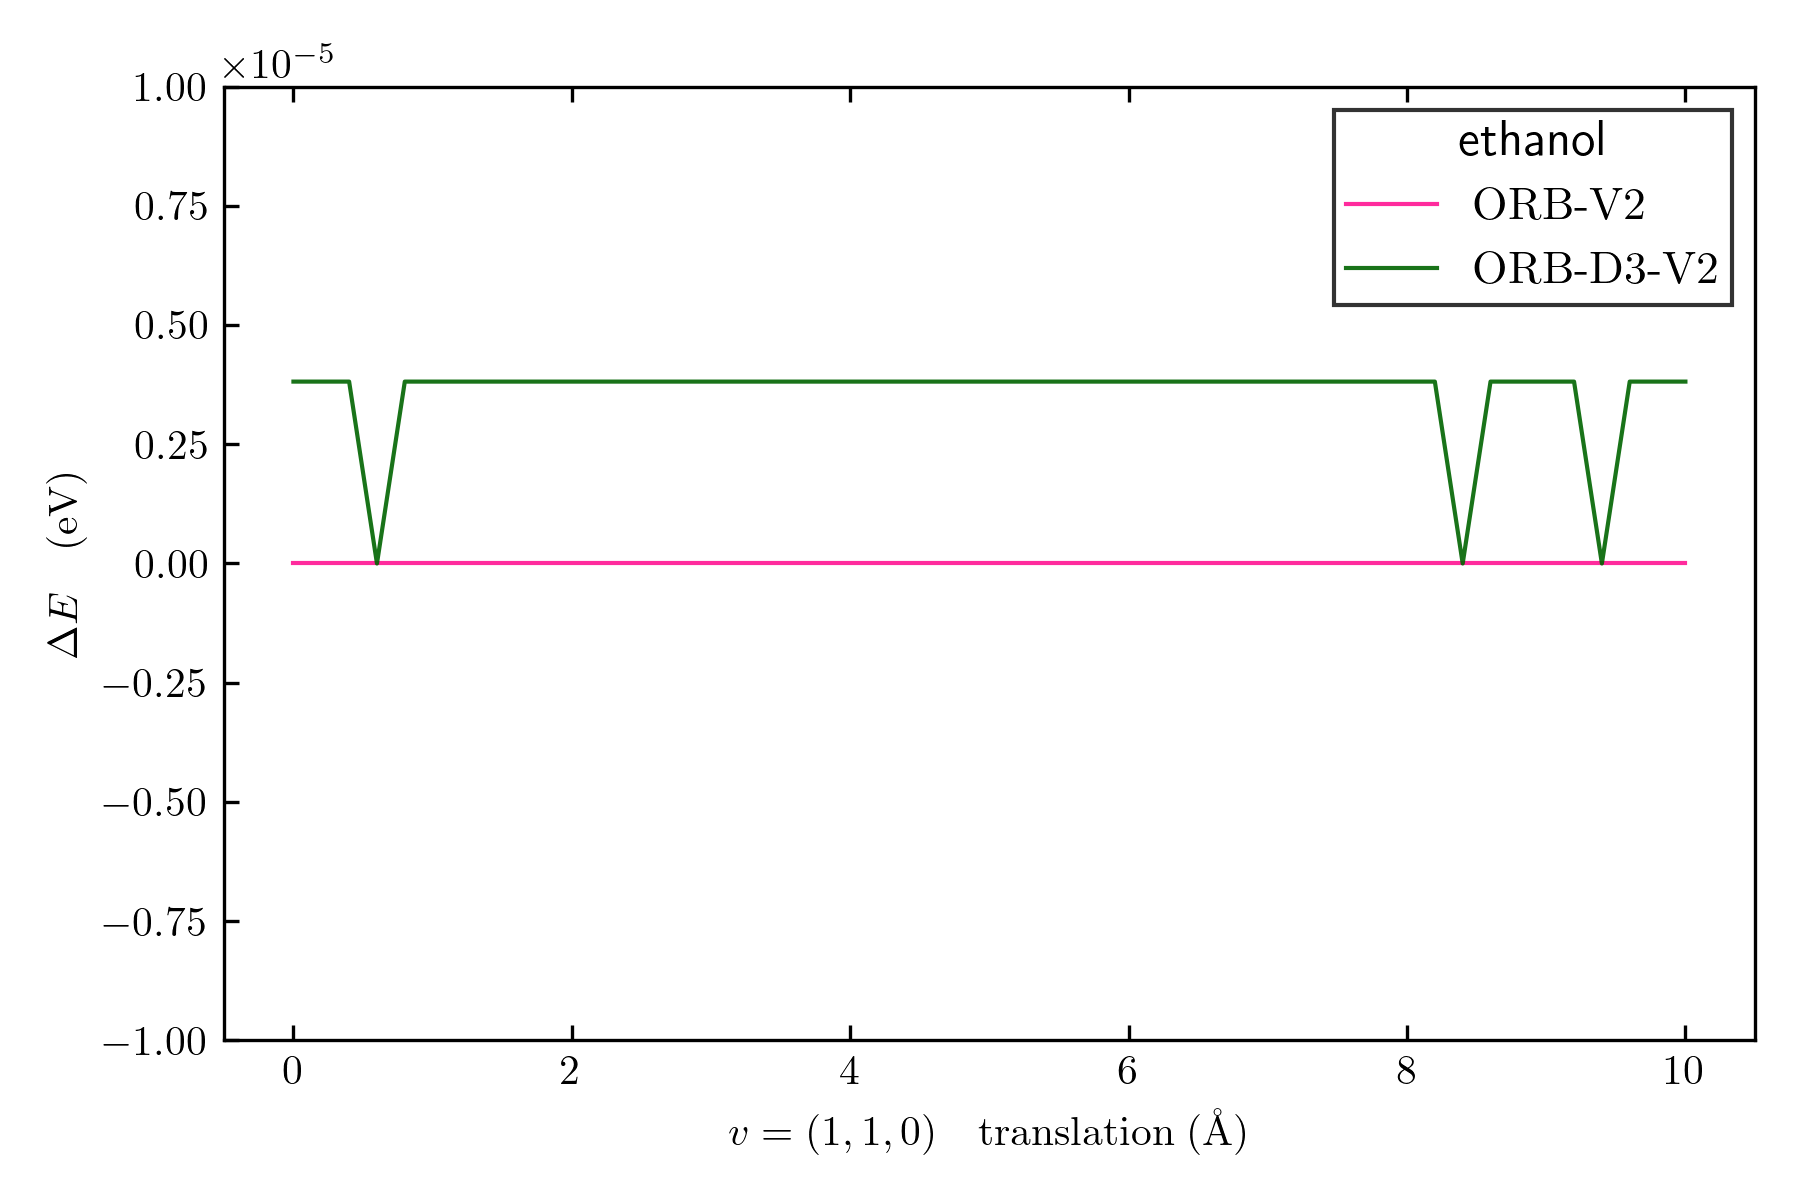 ×10⁻⁵
1.00
0.75
0.50
0.25
0.00
−0.25
−0.50
−0.75
−1.00
ΔE (eV)
ethanol
ORB-V2
ORB-D3-V2
0 2 4 6 8 10
v = (1, 1, 0) translation (Å)